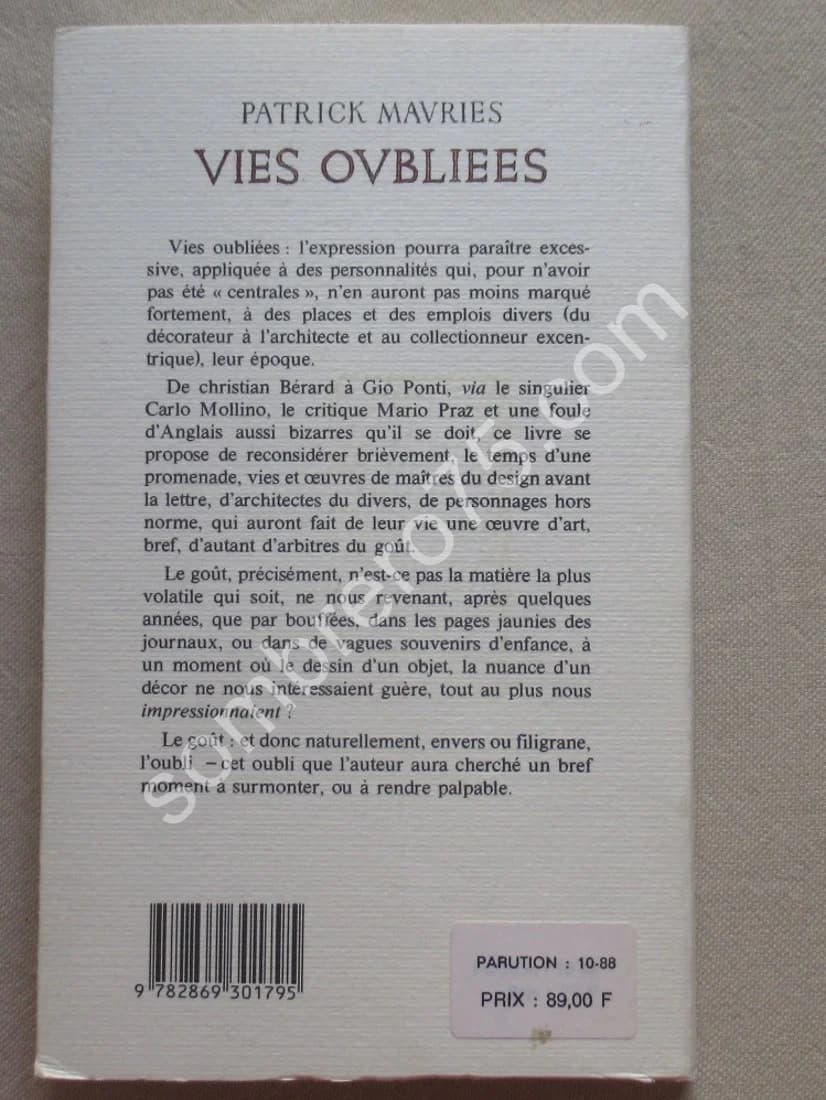 PATRICK MAVRIES
VIES OVBLIEES
Vies oubliées : l'expression pourra paraître exces-
sive, appliquée à des personnalités qui, pour n'avoir
pas été « centrales », n'en auront pas moins marqué
fortement, à des places et des emplois divers (du
décorateur à l'architecte et au collectionneur excen-
trique), leur époque.
De christian Bérard à Gio Ponti, via le singulier
Carlo Mollino, le critique Mario Praz et une foule
d'Anglais aussi bizarres qu'il se doit, ce livre se
propose de reconsidérer brièvement, le temps d'une
promenade, vies et œuvres de maîtres du design avant
la lettre, d'architectes du divers, de personnages hors
norme, qui auront fait de leur vie une œuvre d'art,
bref, d'autant d'arbitres du goût.
Le goût, précisément, n'est-ce pas la matière la plus
volatile qui soit, ne nous revenant, après quelques
années, que par bouffées, dans les pages jaunies des
journaux, ou dans de vagues souvenirs d'enfance, à
un moment où le dessin d'un objet, la nuance d'un
décor ne nous intéressaient guère, tout au plus nous
impressionnaient ?
Le goût : et donc naturellement, envers ou filigrane,
l'oubli – cet oubli que l'auteur aura cherché un bref
moment à surmonter, ou à rendre palpable.
9 782869 301795
PARUTION : 10-88
PRIX : 89,00 F
sombrero75.com